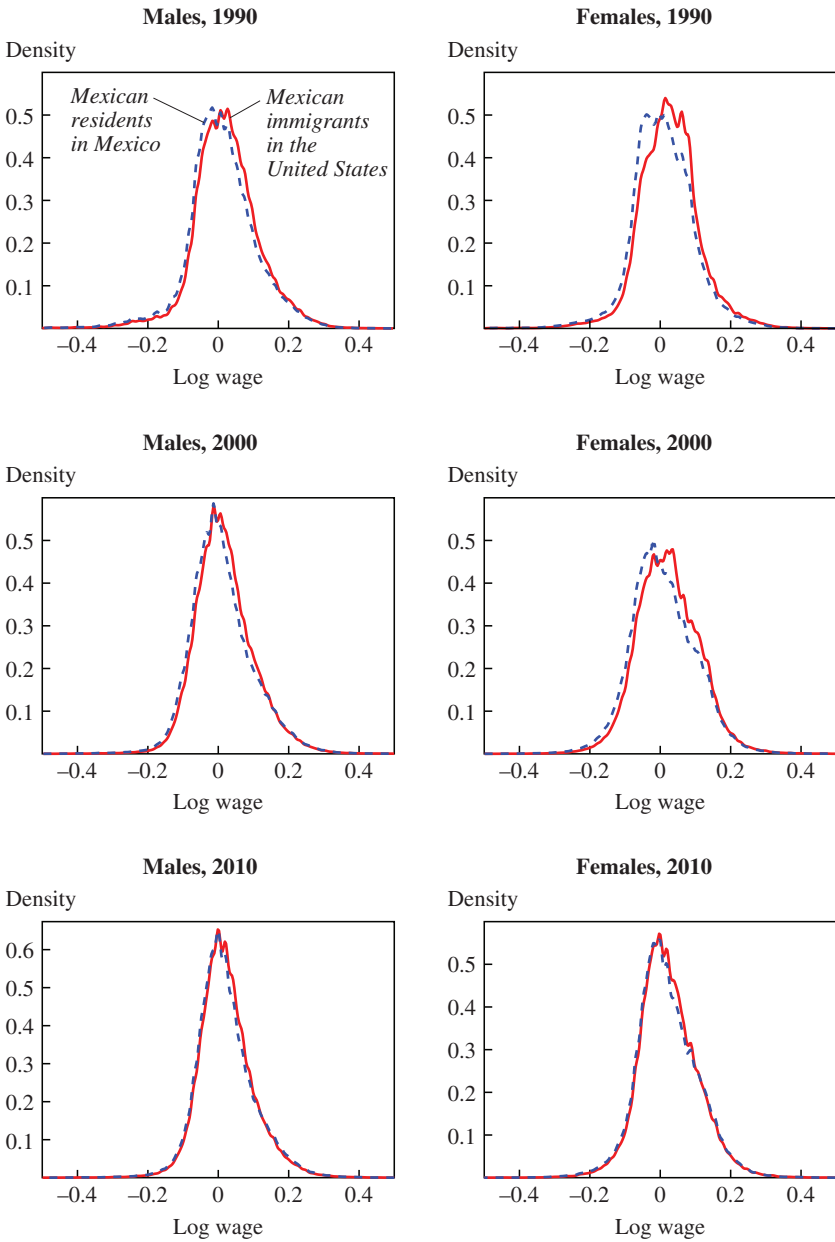 Males, 1990
Density
0.5
0.4
0.3
0.2
0.1
Mexican
residents
in Mexico
Mexican
immigrants
in the
United States
−0.4 −0.2 0 0.2 0.4
Log wage
Females, 1990
Density
0.5
0.4
0.3
0.2
0.1
−0.4 −0.2 0 0.2 0.4
Log wage
Males, 2000
Density
0.5
0.4
0.3
0.2
0.1
−0.4 −0.2 0 0.2 0.4
Log wage
Females, 2000
Density
0.5
0.4
0.3
0.2
0.1
−0.4 −0.2 0 0.2 0.4
Log wage
Males, 2010
Density
0.6
0.5
0.4
0.3
0.2
0.1
−0.4 −0.2 0 0.2 0.4
Log wage
Females, 2010
Density
0.5
0.4
0.3
0.2
0.1
−0.4 −0.2 0 0.2 0.4
Log wage